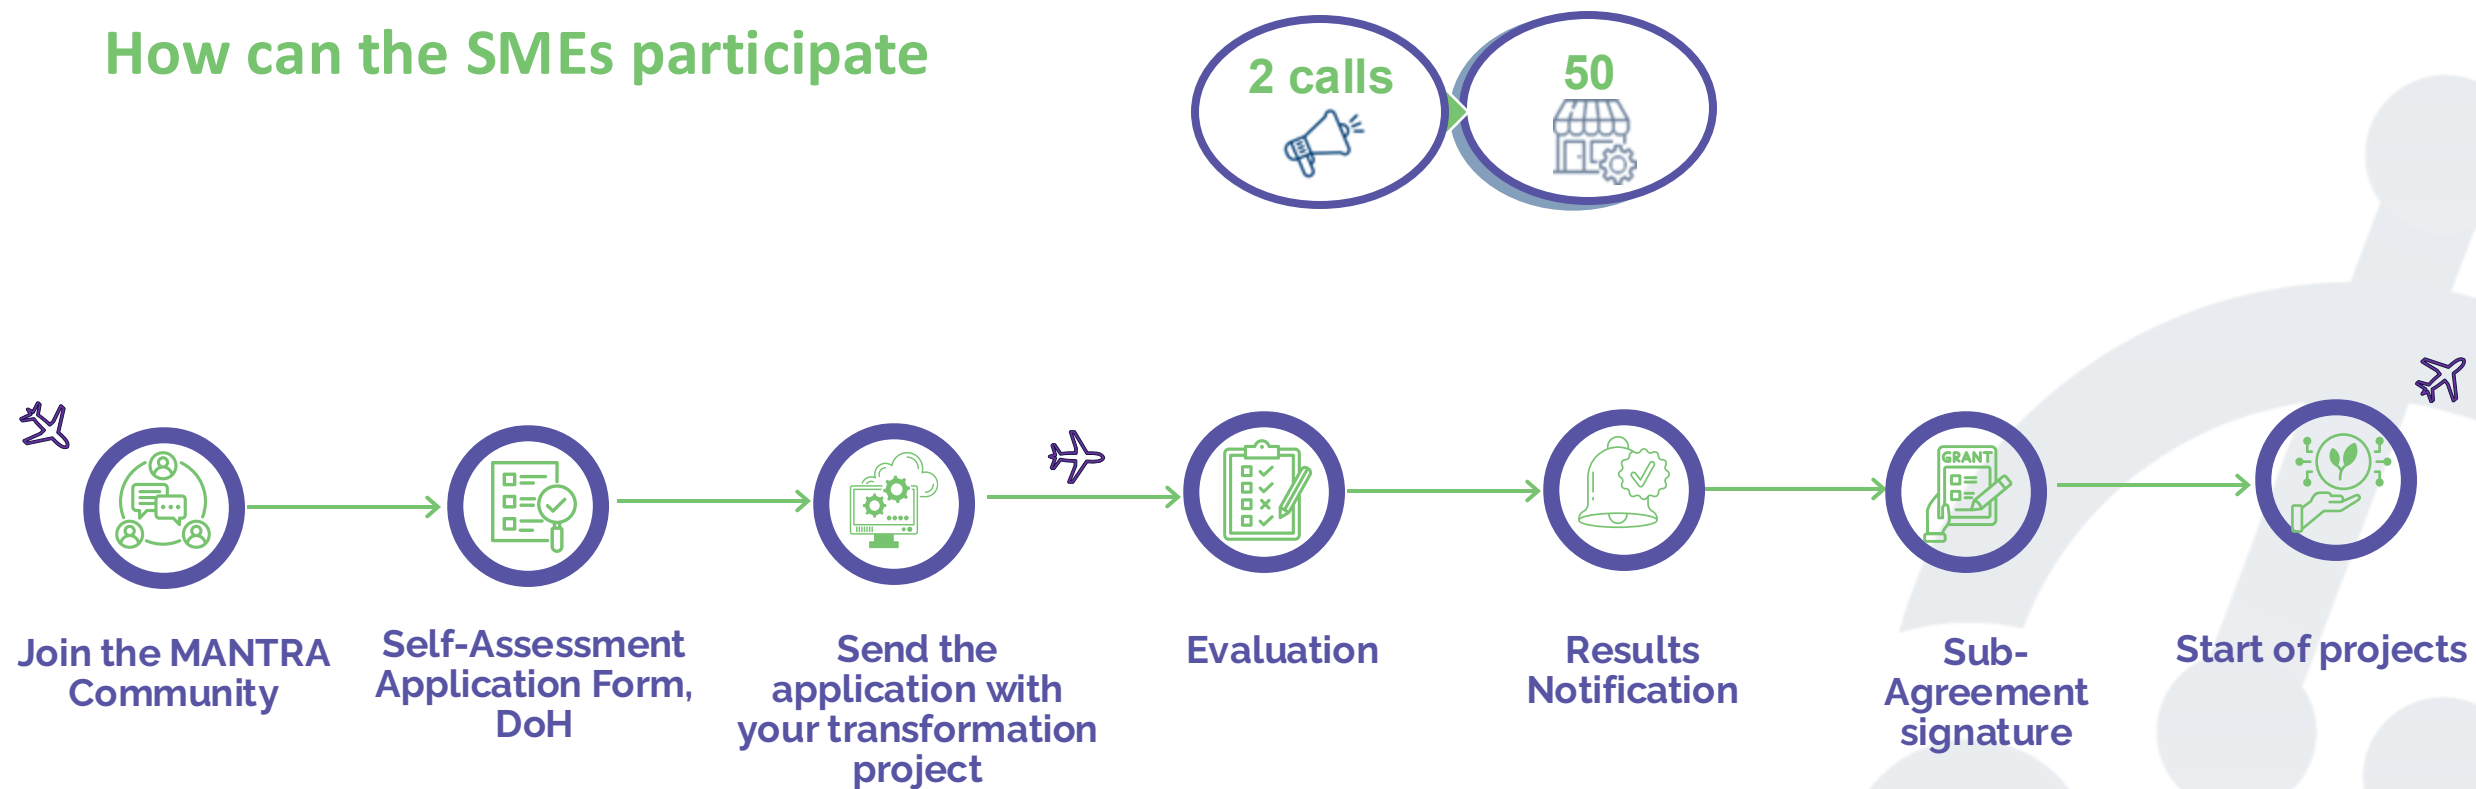 How can the SMEs participate
2 calls
50
GRANT
Join the MANTRA
Community
Self-Assessment
Application Form,
DoH
Send the
application with
your transformation
project
Evaluation
Results
Notification
Sub-
Agreement
signature
Start of projects